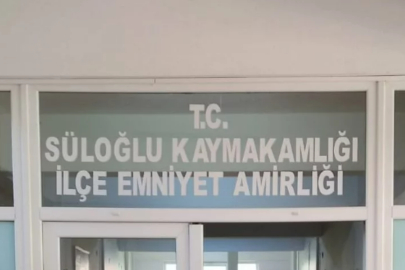 T.C.
SÜLOĞLU KAYMAKAMLIĞI
İLÇE EMNİYET AMİRLİĞİ